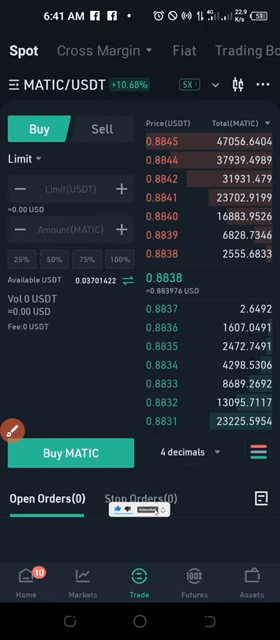 6:41 AM 4G 22.9 K/s 51
Spot Cross Margin Fiat Trading Bo
MATIC/USDT +10.68% 5X
Buy Sell
Limit
Limit(USDT)
≈0.00 USD
Amount(MATIC)
25% 50% 75% 100%
Available USDT 0.03701422
Vol 0 USDT
≈0.00 USD
Fee:0 USDT
Buy MATIC
Price(USDT) Total(MATIC)
0.8845 47056.6404
0.8844 37939.4989
0.8842 31931.479
0.8841 23702.9199
0.8840 16883.9526
0.8839 6828.7346
0.8838 2555.6833
0.8838
≈0.883976 USD
0.8837 2.6492
0.8836 1607.0491
0.8835 2472.7491
0.8834 4298.5306
0.8833 8689.2692
0.8832 13095.7117
0.8831 23225.5954
4 decimals
Open Orders(0) Stop Orders(0)
10
100X
Home Markets Trade Futures Assets